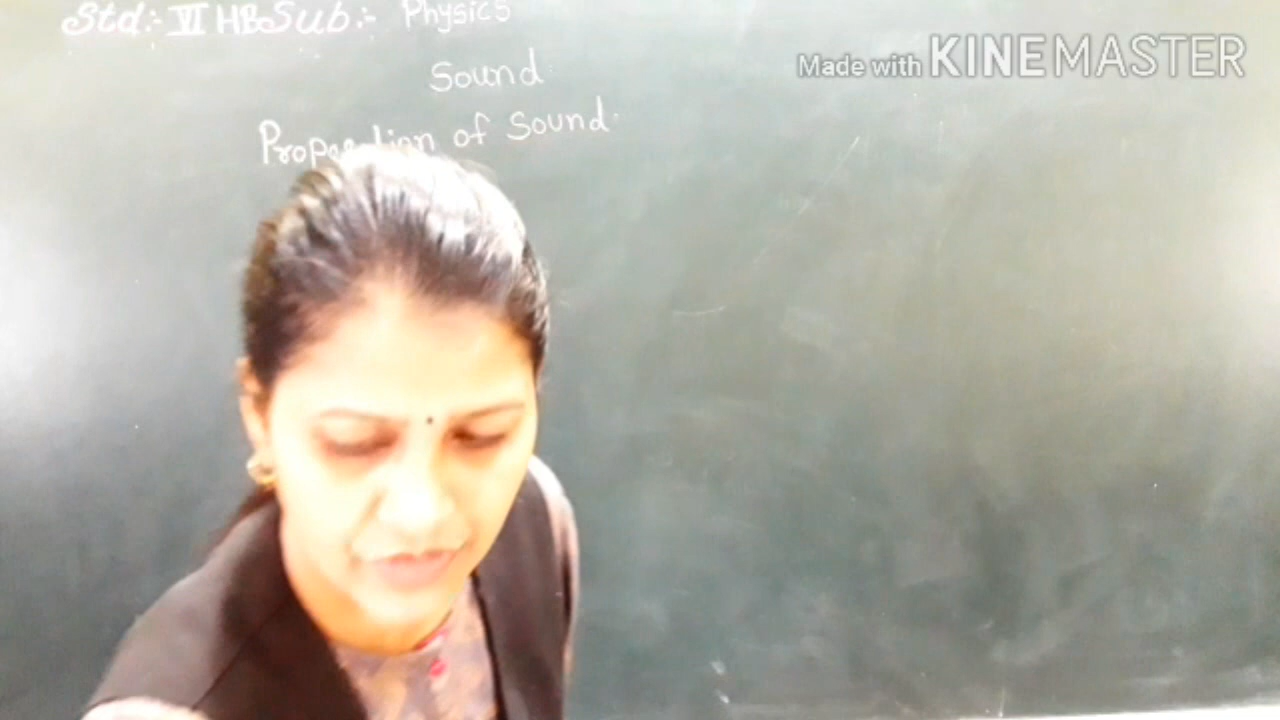 Std:- VI HB Sub:- Physics
Made with KINEMASTER
Sound
of Sound.